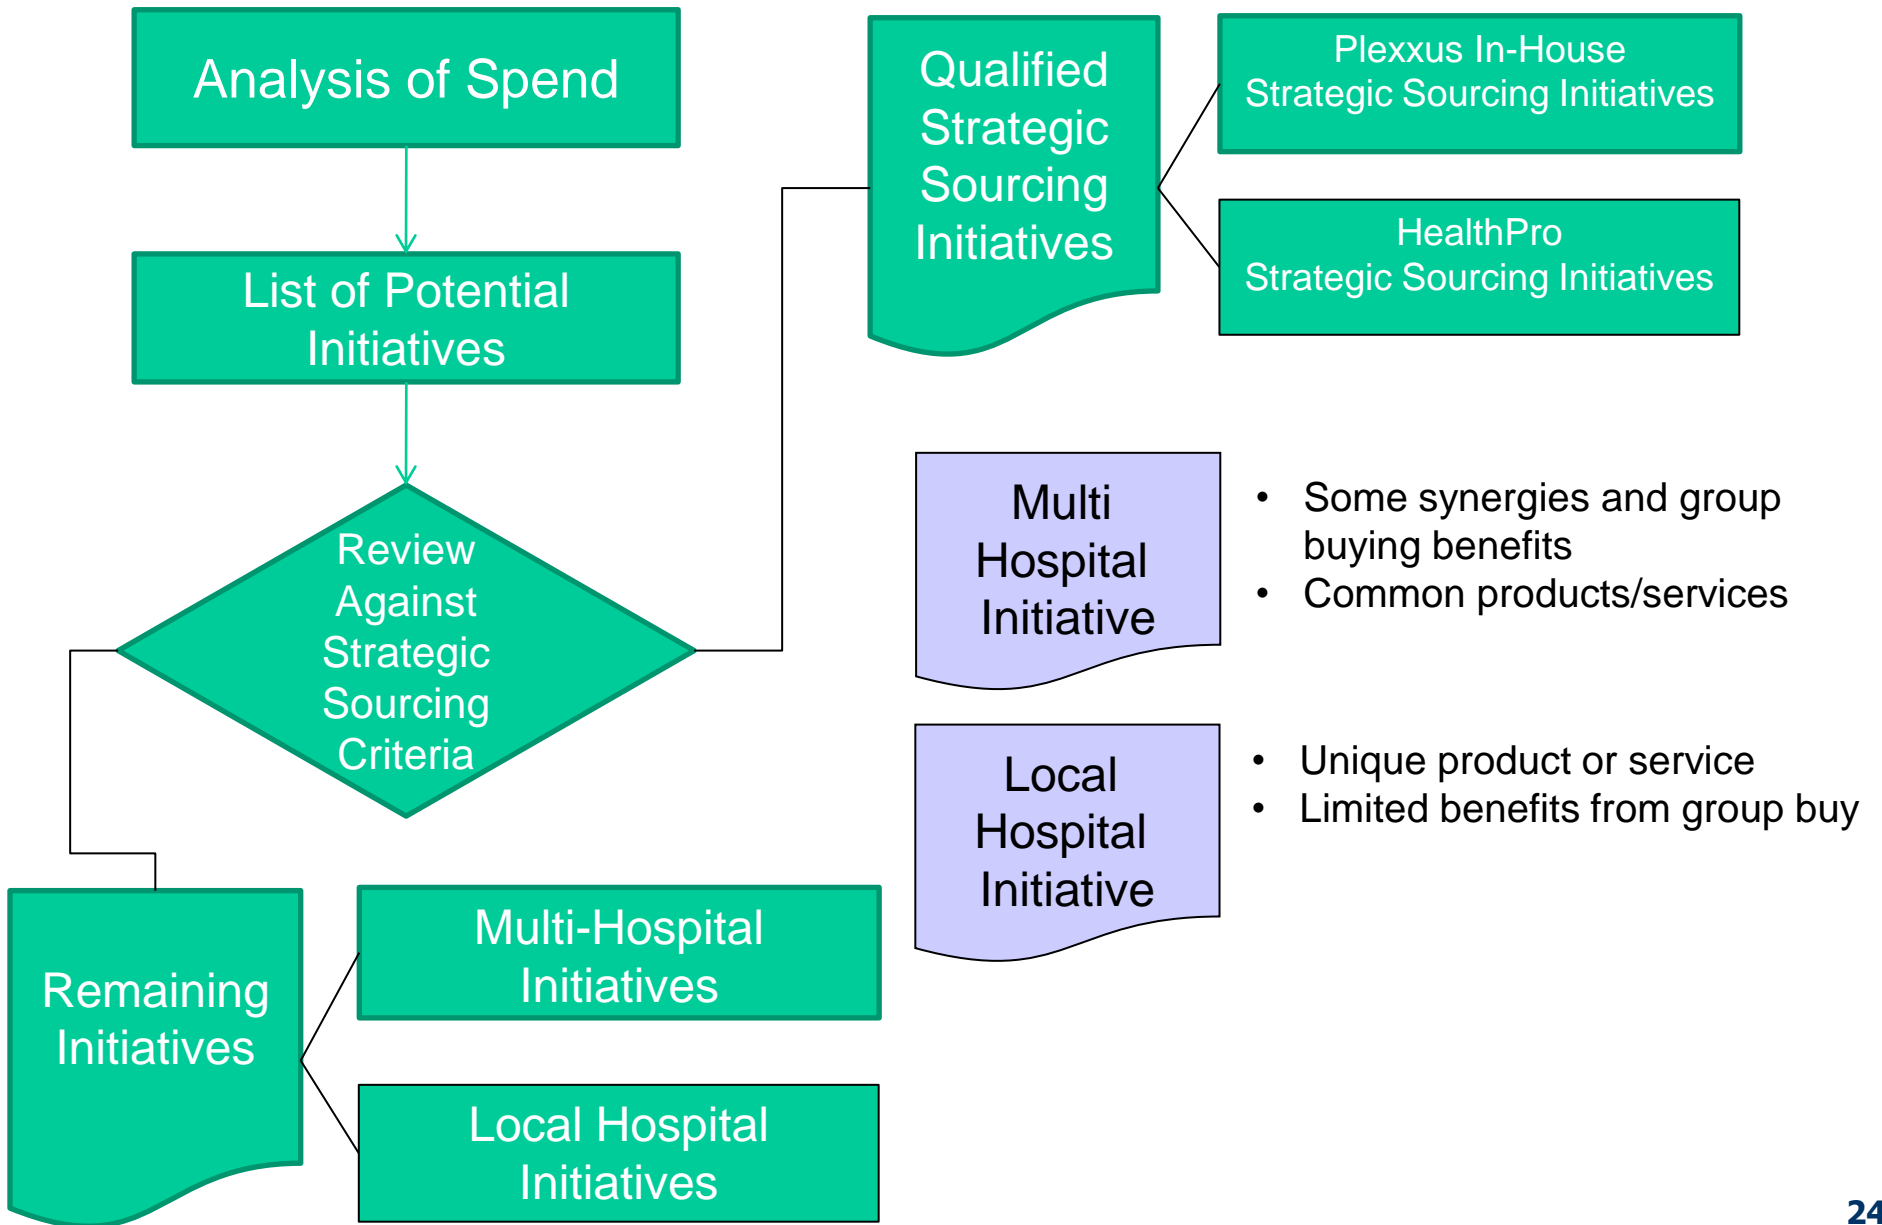 Analysis of Spend
List of Potential
Initiatives
Review
Against
Strategic
Sourcing
Criteria
Qualified
Strategic
Sourcing
Initiatives
Plexxus In-House
Strategic Sourcing Initiatives
HealthPro
Strategic Sourcing Initiatives
Multi
Hospital
Initiative
• Some synergies and group
buying benefits
• Common products/services
Local
Hospital
Initiative
• Unique product or service
• Limited benefits from group buy
Remaining
Initiatives
Multi-Hospital
Initiatives
Local Hospital
Initiatives
24